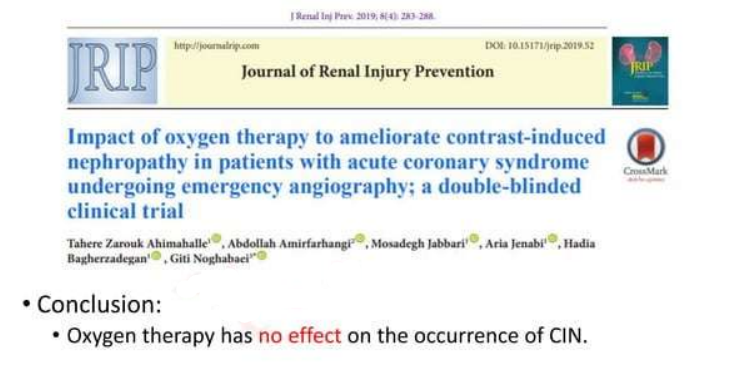 J Renal Inj Prev. 2019; 8(4): 283-288.
http://journalrip.com
DOI: 10.15171/jrip.2019.52
JRIP
Journal of Renal Injury Prevention
JRIP
Impact of oxygen therapy to ameliorate contrast-induced
nephropathy in patients with acute coronary syndrome
undergoing emergency angiography; a double-blinded
clinical trial
CrossMark
Tahere Zarouk Ahimahalle¹, Abdollah Amirfarhangi², Mosadegh Jabbari¹, Aria Jenabi¹, Hadia
Bagherzadegan¹, Giti Noghabaei³*
• Conclusion:
• Oxygen therapy has no effect on the occurrence of CIN.